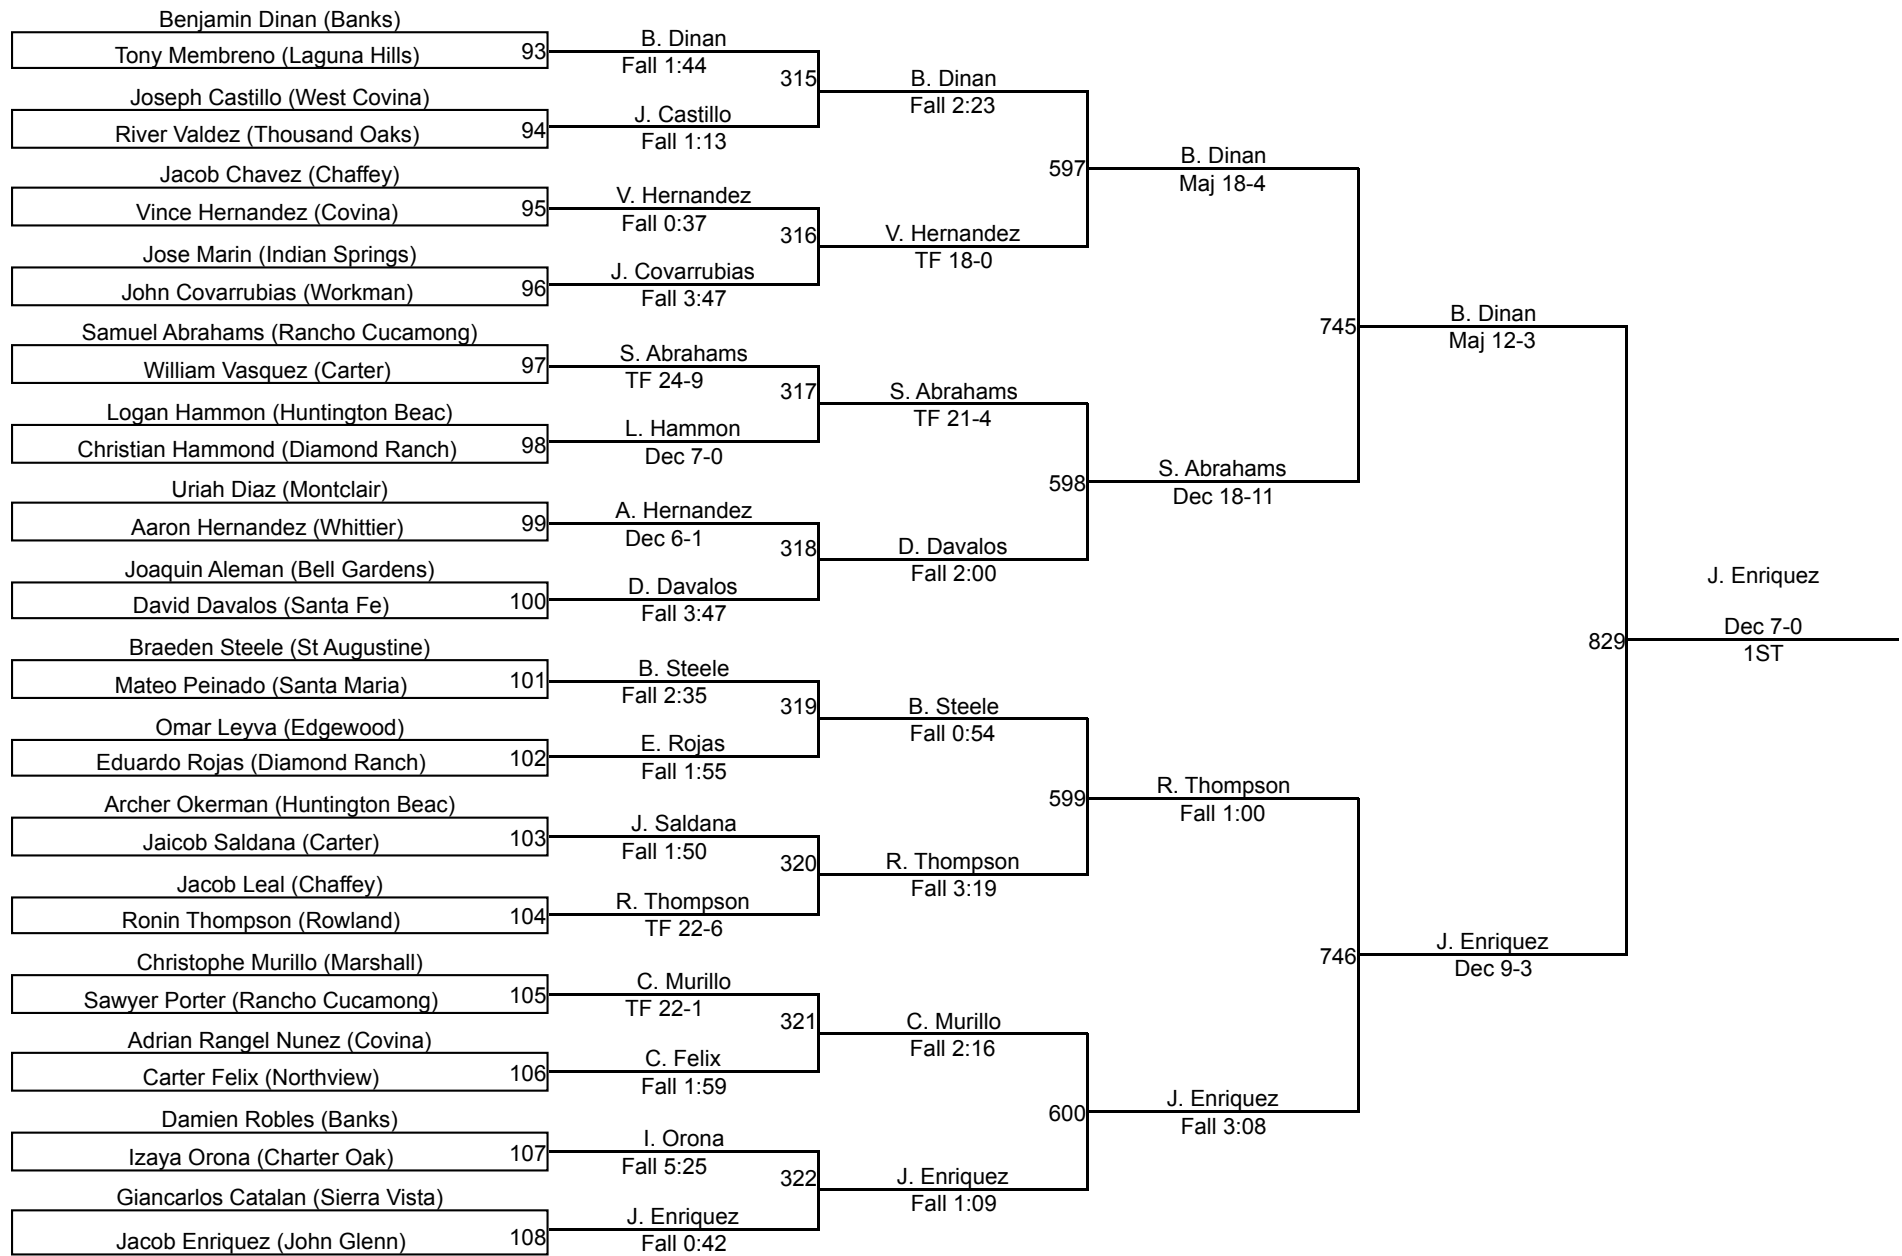 Benjamin Dinan (Banks)
Tony Membreno (Laguna Hills) 93
B. Dinan
Fall 1:44
Joseph Castillo (West Covina)
River Valdez (Thousand Oaks) 94
J. Castillo
Fall 1:13
315
B. Dinan
Fall 2:23
Jacob Chavez (Chaffey)
Vince Hernandez (Covina) 95
V. Hernandez
Fall 0:37
Jose Marin (Indian Springs)
John Covarrubias (Workman) 96
J. Covarrubias
Fall 3:47
316
V. Hernandez
TF 18-0
597
B. Dinan
Maj 18-4
Samuel Abrahams (Rancho Cucamong)
William Vasquez (Carter) 97
S. Abrahams
TF 24-9
Logan Hammon (Huntington Beac)
Christian Hammond (Diamond Ranch) 98
L. Hammon
Dec 7-0
317
S. Abrahams
TF 21-4
Uriah Diaz (Montclair)
Aaron Hernandez (Whittier) 99
A. Hernandez
Dec 6-1
Joaquin Aleman (Bell Gardens)
David Davalos (Santa Fe) 100
D. Davalos
Fall 3:47
318
D. Davalos
Fall 2:00
598
S. Abrahams
Dec 18-11
745
B. Dinan
Maj 12-3
Braeden Steele (St Augustine)
Mateo Peinado (Santa Maria) 101
B. Steele
Fall 2:35
Omar Leyva (Edgewood)
Eduardo Rojas (Diamond Ranch) 102
E. Rojas
Fall 1:55
319
B. Steele
Fall 0:54
Archer Okerman (Huntington Beac)
Jaicob Saldana (Carter) 103
J. Saldana
Fall 1:50
Jacob Leal (Chaffey)
Ronin Thompson (Rowland) 104
R. Thompson
TF 22-6
320
R. Thompson
Fall 3:19
599
R. Thompson
Fall 1:00
Christophe Murillo (Marshall)
Sawyer Porter (Rancho Cucamong) 105
C. Murillo
TF 22-1
Adrian Rangel Nunez (Covina)
Carter Felix (Northview) 106
C. Felix
Fall 1:59
321
C. Murillo
Fall 2:16
Damien Robles (Banks)
Izaya Orona (Charter Oak) 107
I. Orona
Fall 5:25
Giancarlos Catalan (Sierra Vista)
Jacob Enriquez (John Glenn) 108
J. Enriquez
Fall 0:42
322
J. Enriquez
Fall 1:09
600
J. Enriquez
Fall 3:08
746
J. Enriquez
Dec 9-3
829
J. Enriquez
Dec 7-0
1ST